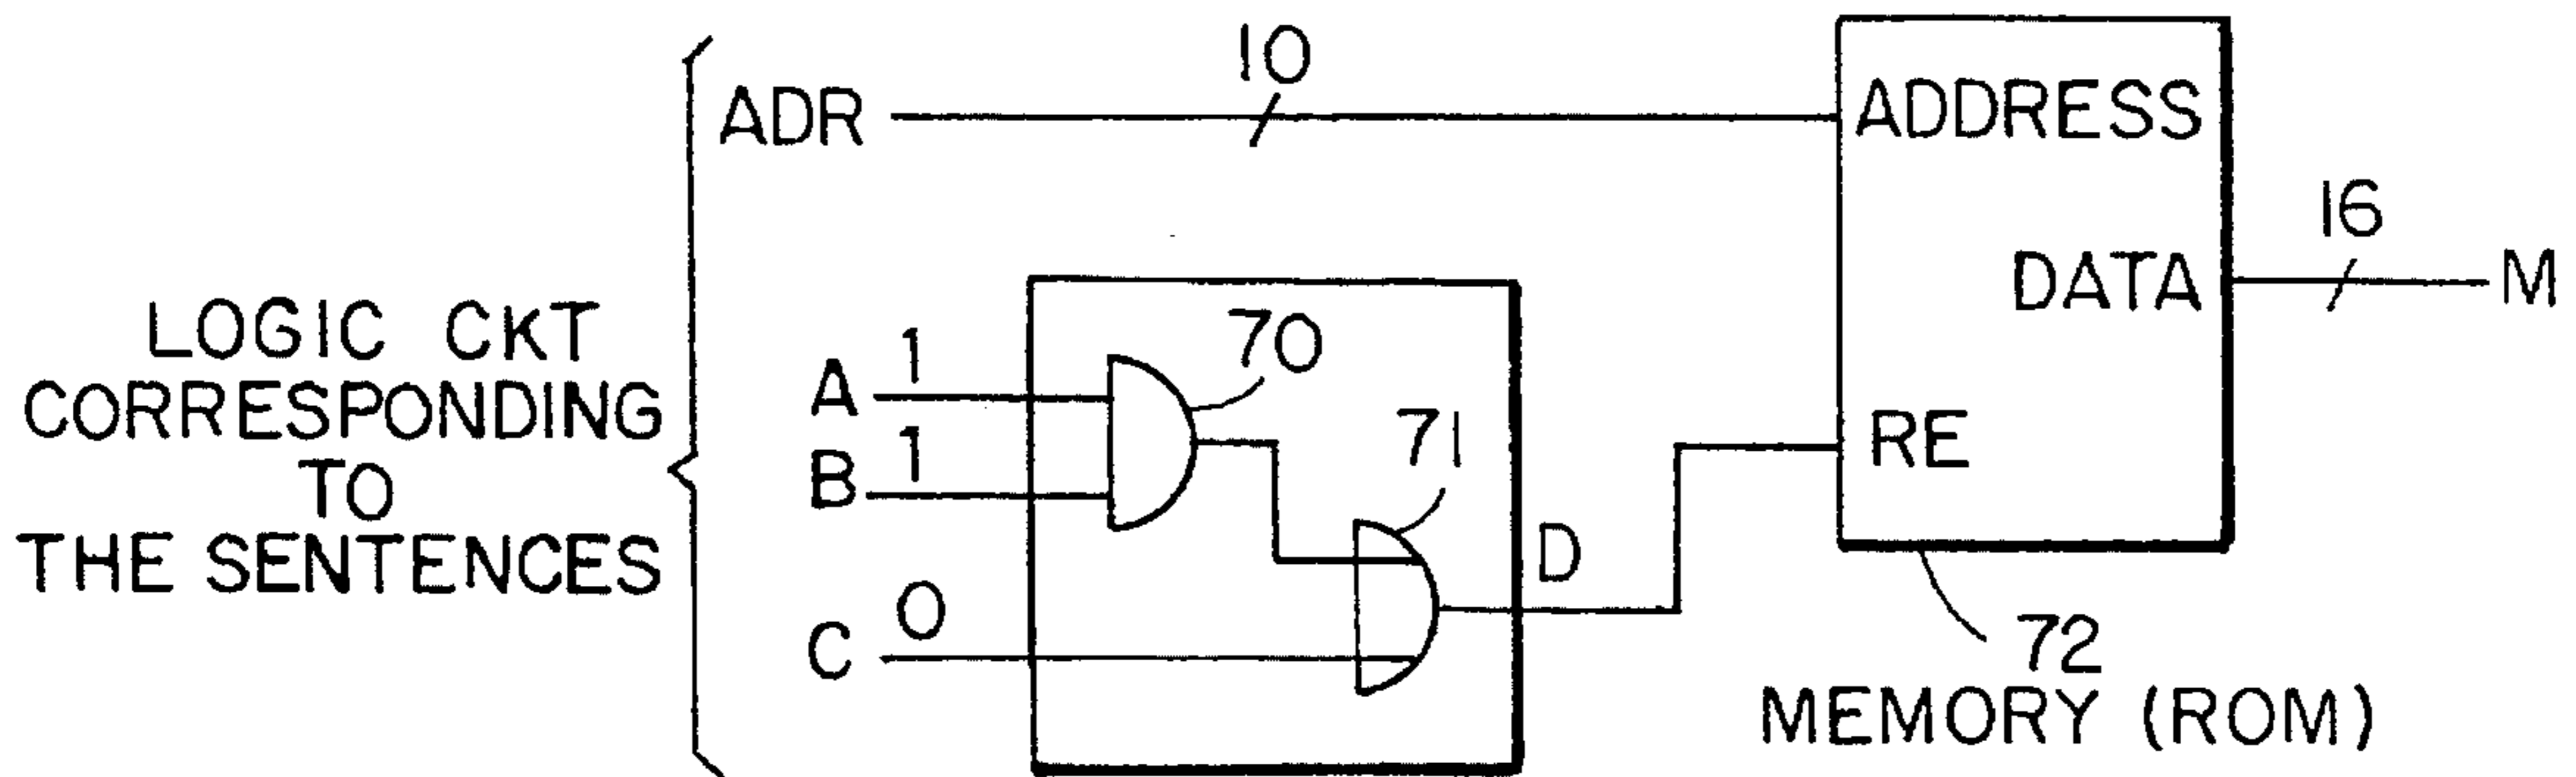 LOGIC CKT
CORRESPONDING
TO
THE SENTENCES
ADR
10
A
1
B
1
C
0
70
71
D
ADDRESS
DATA
RE
16
M
72
MEMORY (ROM)